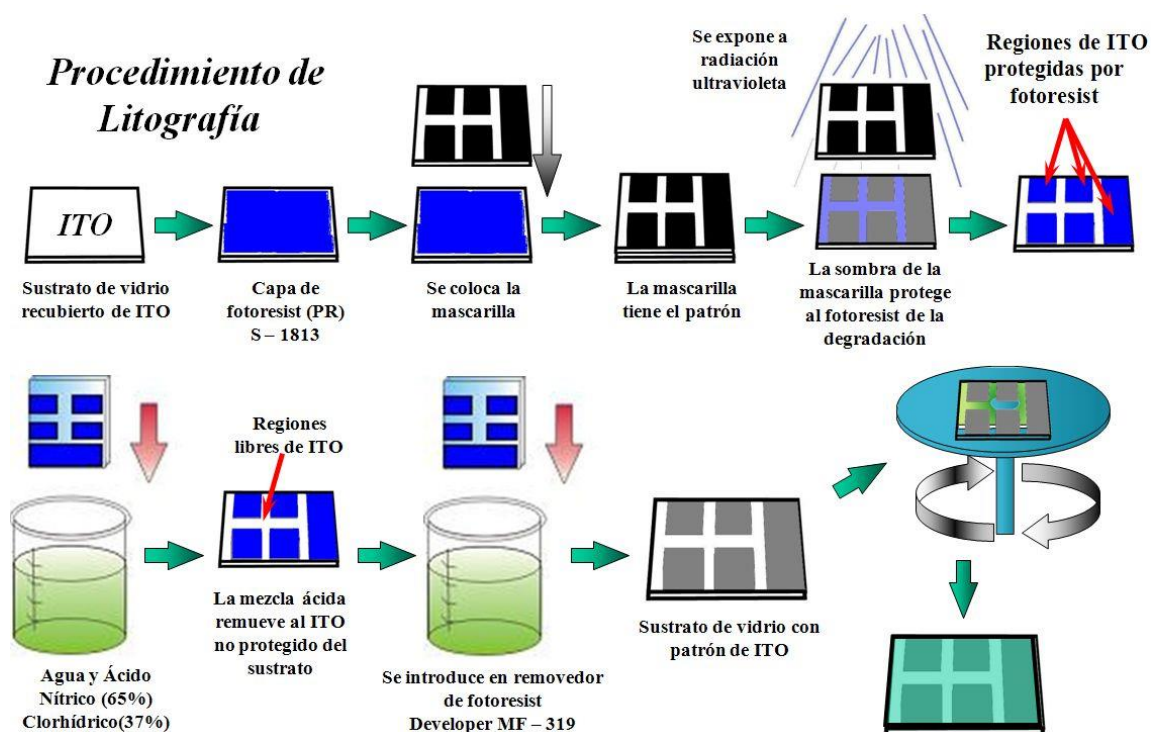 Procedimiento de
Litografía
Se expone a
radiación
ultravioleta
Regiones de ITO
protegidas por
fotoresist
ITO
Sustrato de vidrio
recubierto de ITO
Capa de
fotoresist (PR)
S – 1813
Se coloca la
mascarilla
La mascarilla
tiene el patrón
La sombra de la
mascarilla protege
al fotoresist de la
degradación
Regiones
libres de ITO
Agua y Ácido
Nítrico (65%)
Clorhídrico(37%)
La mezcla ácida
remueve al ITO
no protegido del
sustrato
Se introduce en removedor
de fotoresist
Developer MF – 319
Sustrato de vidrio con
patrón de ITO